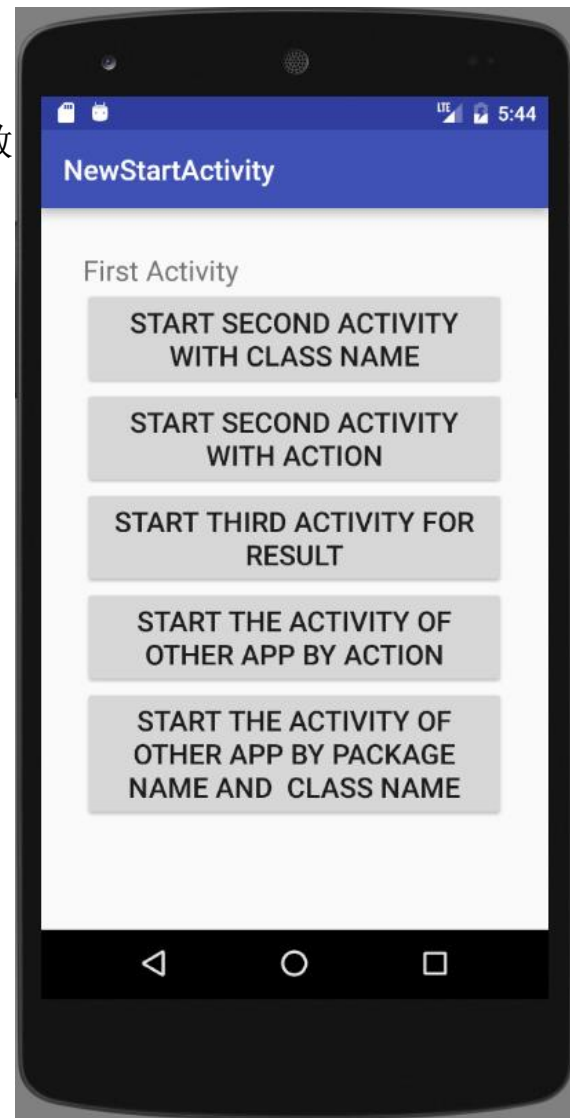 LTE 5:44
数
NewStartActivity
First Activity
START SECOND ACTIVITY
WITH CLASS NAME
START SECOND ACTIVITY
WITH ACTION
START THIRD ACTIVITY FOR
RESULT
START THE ACTIVITY OF
OTHER APP BY ACTION
START THE ACTIVITY OF
OTHER APP BY PACKAGE
NAME AND  CLASS NAME